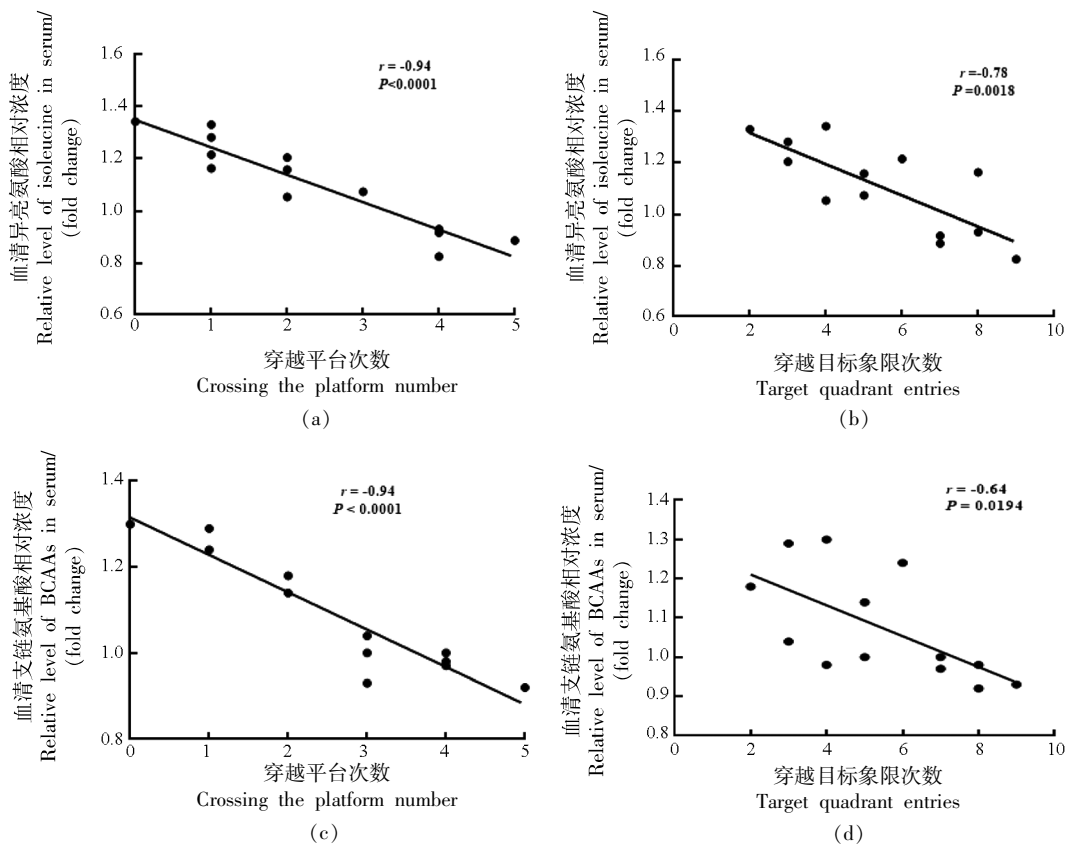 血清异亮氨酸相对浓度
Relative level of isoleucine in serum/
(fold change)
1.6
1.4
1.2
1.0
0.8
0.6
r = -0.94
P<0.0001
0 1 2 3 4 5
穿越平台次数
Crossing the platform number
(a)
血清异亮氨酸相对浓度
Relative level of isoleucine in serum/
(fold change)
1.6
1.4
1.2
1.0
0.8
0.6
r =-0.78
P =0.0018
0 2 4 6 8 10
穿越目标象限次数
Target quadrant entries
(b)
血清支链氨基酸相对浓度
Relative level of BCAAs in serum/
(fold change)
1.4
1.2
1.0
0.8
r = -0.94
P < 0.0001
0 1 2 3 4 5
穿越平台次数
Crossing the platform number
(c)
血清支链氨基酸相对浓度
Relative level of BCAAs in serum/
(fold change)
1.4
1.3
1.2
1.1
1.0
0.9
0.8
r = -0.64
P = 0.0194
0 2 4 6 8 10
穿越目标象限次数
Target quadrant entries
(d)